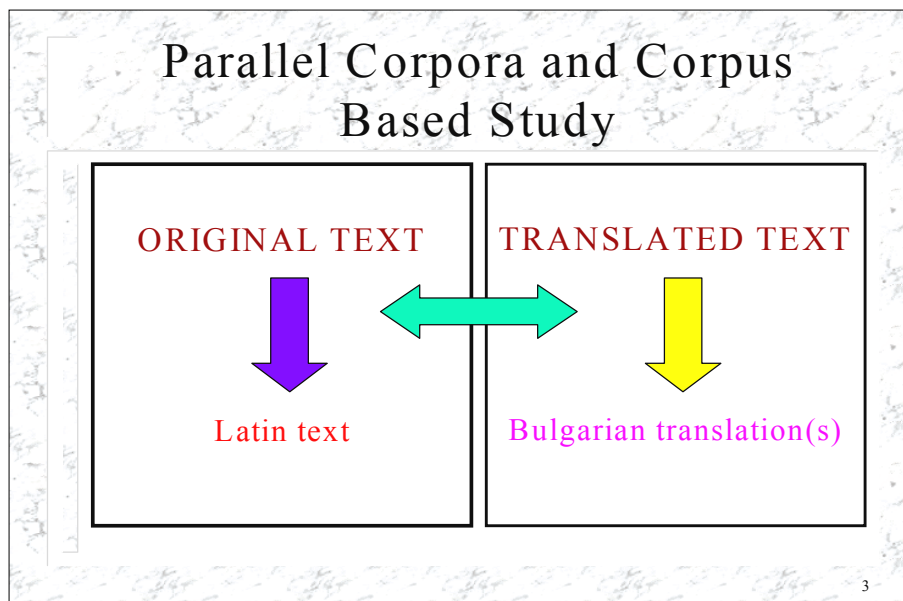 Parallel Corpora and Corpus
Based Study
ORIGINAL TEXT
Latin text
TRANSLATED TEXT
Bulgarian translation(s)
3